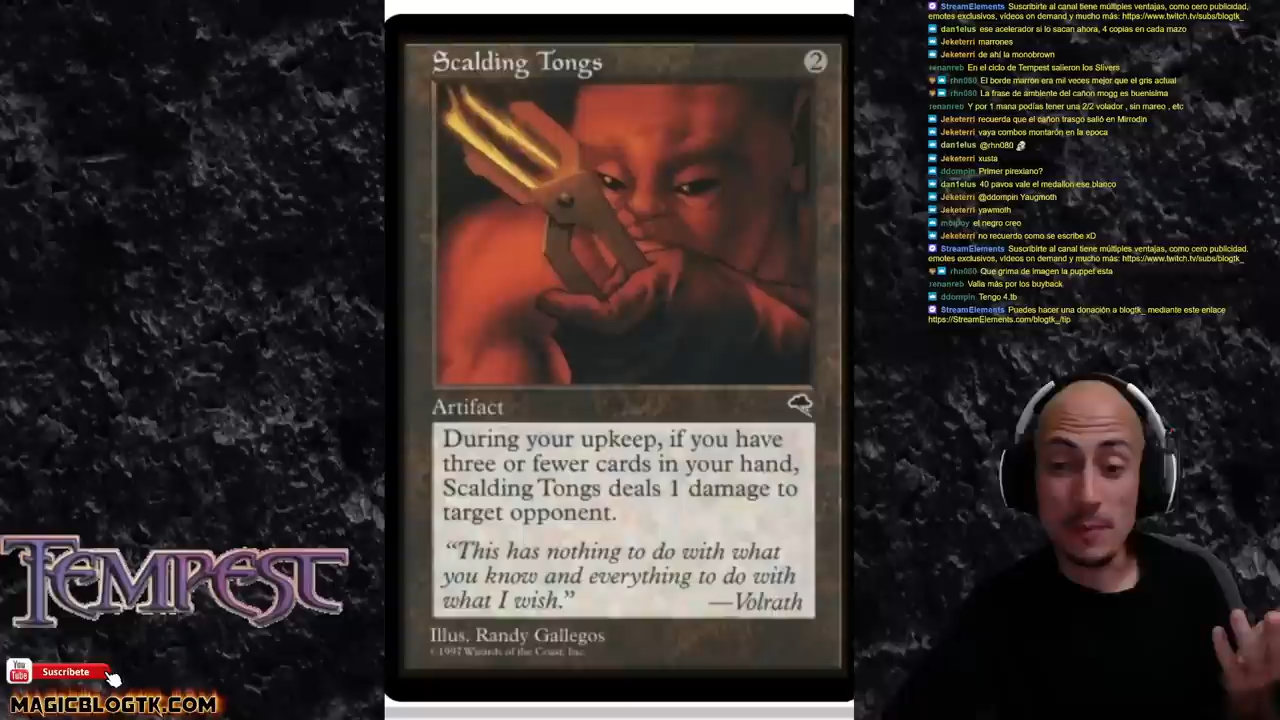 Scalding Tongs
2
Artifact
During your upkeep, if you have
three or fewer cards in your hand,
Scalding Tongs deals 1 damage to
target opponent.
“This has nothing to do with what
you know and everything to do with
what I wish.” —Volrath
Illus. Randy Gallegos
© 1997 Wizards of the Coast, Inc.
TEMPEST
You
Tube
Suscríbete
MAGICBLOGTK.COM
StreamElements Suscribirte al canal tiene múltiples ventajas, como cero publicidad,
emotes exclusivos, vídeos on demand y mucho más: https://www.twitch.tv/subs/blogtk_
dan1elus ese acelerador si lo sacan ahora, 4 copias en cada mazo
Jeketerri marrones
Jeketerri de ahí la monobrown
renanreb En el ciclo de Tempest salieron los Slivers
rhn080 El borde marrón era mil veces mejor que el gris actual
rhn080 La frase de ambiente del cañon mogg es buenisima
renanreb Y por 1 mana podías tener una 2/2 volador , sin mareo , etc
Jeketerri recuerda que el cañon trasgo salió en Mirrodin
Jeketerri vaya combos montarón en la epoca
dan1elus @rhn080
Jeketerri xusta
ddompin Primer pirexiano?
dan1elus 40 pavos vale el medallon ese blanco
Jeketerri @ddompin Yaugmoth
Jeketerri yawmoth
el negro creo
Jeketerri no recuerdo como se escribe xD
StreamElements Suscribirte al canal tiene múltiples ventajas, como cero publicidad,
emotes exclusivos, vídeos on demand y mucho más: https://www.twitch.tv/subs/blogtk_
rhn080 Que grima de imagen la puppet esta
renanreb Valia más por los buyback
ddompin Tengo 4.tb
StreamElements Puedes hacer una donación a blogtk_ mediante este enlace
https://StreamElements.com/blogtk_/tip